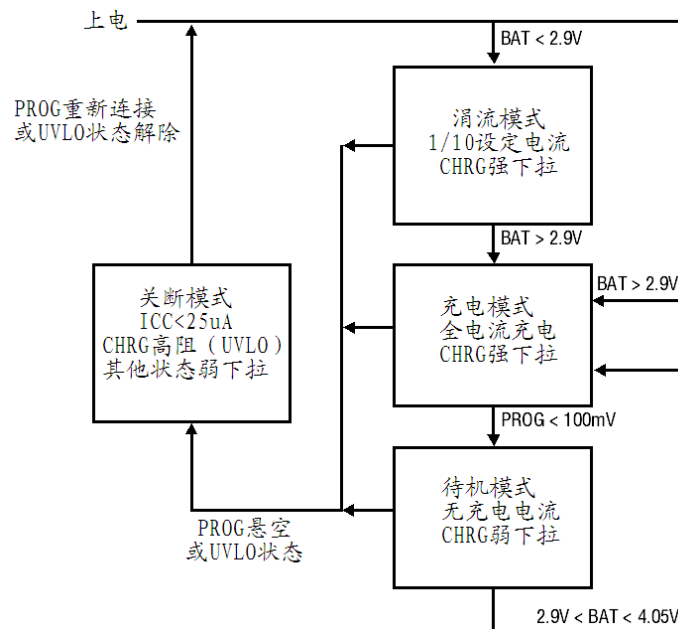 上电
BAT < 2.9V
PROG重新连接
或UVLO状态解除
涓流模式
1/10设定电流
CHRG强下拉
BAT > 2.9V
关断模式
ICC<25uA
CHRG高阻（UVLO）
其他状态弱下拉
充电模式
全电流充电
CHRG强下拉
BAT > 2.9V
PROG < 100mV
待机模式
无充电电流
CHRG弱下拉
PROG悬空
或UVLO状态
2.9V < BAT < 4.05V